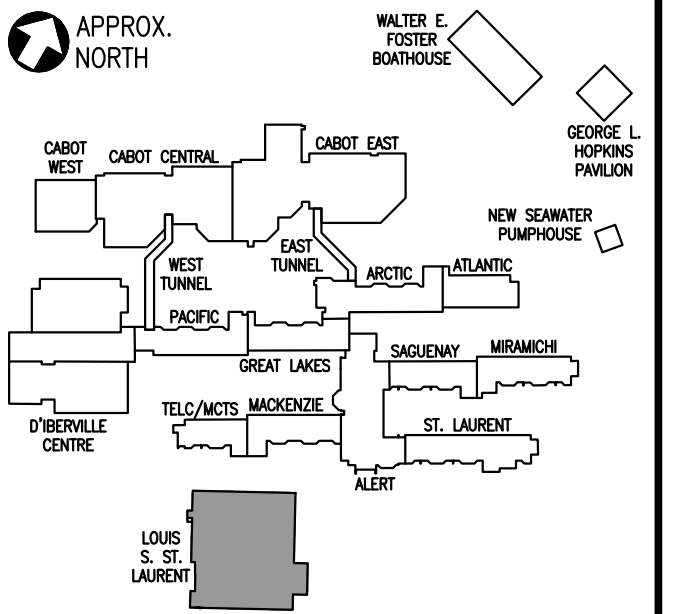 APPROX.
NORTH
WALTER E.
FOSTER
BOATHOUSE
GEORGE L.
HOPKINS
PAVILION
CABOT
WEST
CABOT CENTRAL
CABOT EAST
NEW SEAWATER
PUMPHOUSE
WEST
TUNNEL
EAST
TUNNEL
ARCTIC
ATLANTIC
PACIFIC
GREAT LAKES
SAGUENAY
MIRAMICHI
D'IBERVILLE
CENTRE
TELC/MCTS
MACKENZIE
ST. LAURENT
ALERT
LOUIS
S. ST.
LAURENT